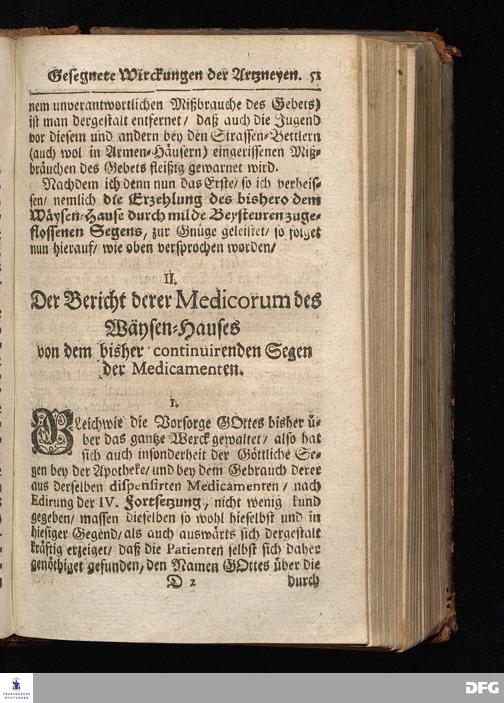 Gesegnete Wirckungen der Artzneyen. 51
nem unverantwortlichen Mißbrauche des Gebets)
ist man dergestalt entfernet/ daß auch die Jugend
vor diesem und andern bey den Strassen-Bettlern
(auch wol in Armen-Häusern) eingerissenen Miß-
bräuchen des Gebets fleißig gewarnet wird.
Nachdem ich denn nun das Erste/ so ich verheis-
sen/ nemlich die Erzehlung des bishero dem
Wäysen-Hause durch milde Beysteuren zuge-
flossenen Segens, zur Gnüge geleistet/ so folget
nun hierauf/ wie oben versprochen worden/
II.
Der Bericht derer Medicorum des
Wäysen-Hauses
von dem bisher continuirenden Segen
der Medicamenten.
1.
GLeichwie die Vorsorge GOttes bisher ü-
ber das gantze Werck gewaltet/ also hat
sich auch insonderheit der Göttliche Se-
gen bey der Apotheke/ und bey dem Gebrauch derer
aus derselben dispensirten Medicamenten/ nach
Edirung der IV. Fortsetzung, nicht wenig kund
gegeben/ massen dieselben so wohl hieselbst und in
hiesiger Gegend/ als auch auswärts sich dergestalt
kräftig erzeiget/ daß die Patienten selbst sich daher
genöthiget gefunden, den Namen GOttes über die
D 2 durch
FRANCKESCHE
STIFTUNGEN
DFG